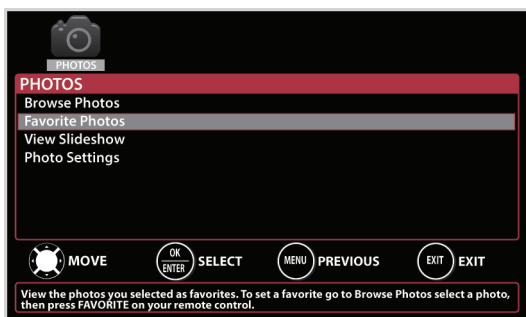 PHOTOS
PHOTOS
Browse Photos
Favorite Photos
View Slideshow
Photo Settings
MOVE OK ENTER SELECT MENU PREVIOUS EXIT EXIT
View the photos you selected as favorites. To set a favorite go to Browse Photos select a photo,
then press FAVORITE on your remote control.